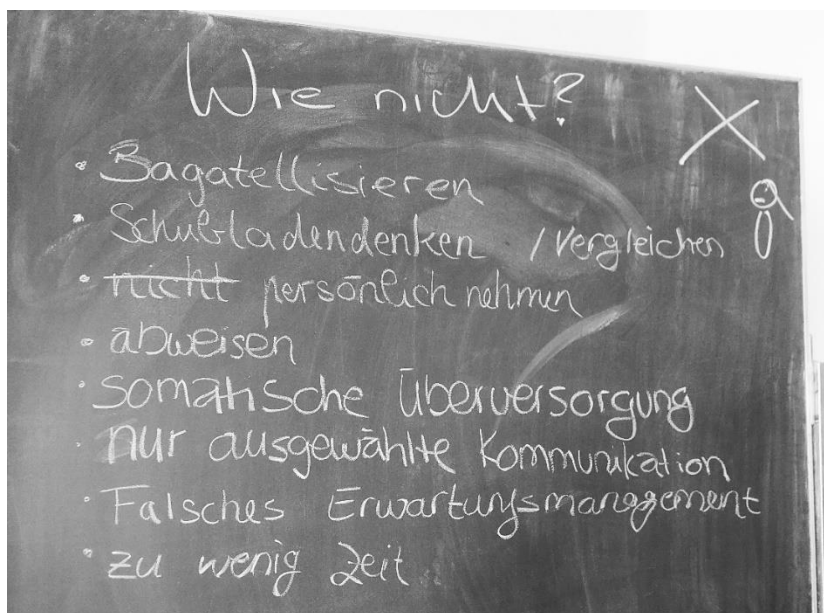 Wie nicht?
• Bagatellisieren
• Schubladendenken / Vergleichen
• ~~nicht~~ persönlich nehmen
• abweisen
• somatische Überversorgung
• nur ausgewählte Kommunikation
• Falsches Erwartungsmanagement
• zu wenig Zeit